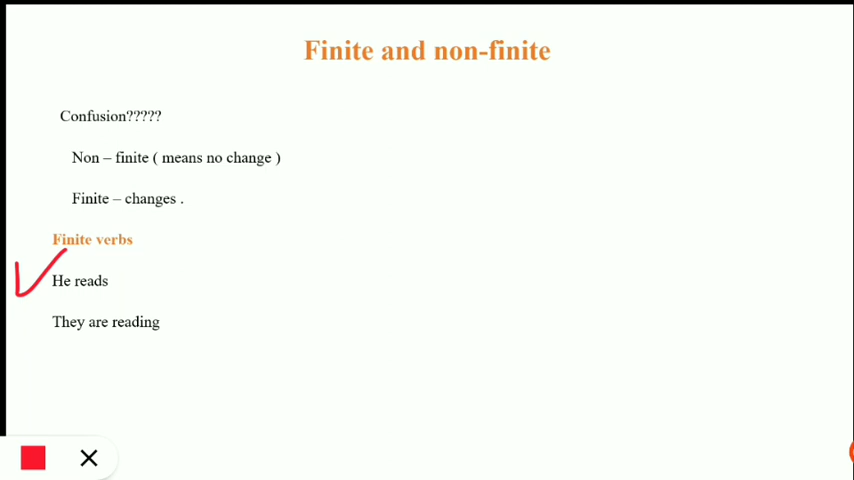 Finite and non-finite
Confusion?????
Non – finite ( means no change )
Finite – changes .
Finite verbs
He reads
They are reading